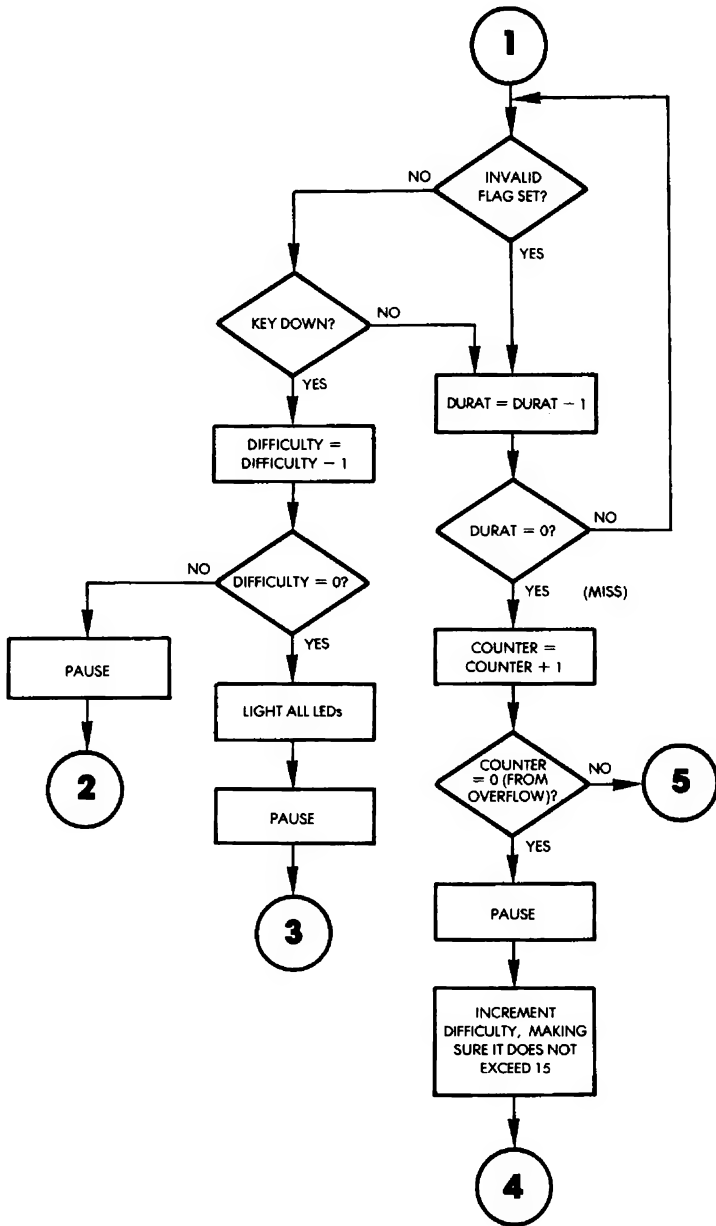 1
INVALID
FLAG SET?
NO
YES
KEY DOWN?
NO
YES
DURAT = DURAT − 1
DIFFICULTY =
DIFFICULTY − 1
DURAT = 0?
NO
YES
(MISS)
DIFFICULTY = 0?
NO
YES
PAUSE
COUNTER =
COUNTER + 1
LIGHT ALL LEDs
2
COUNTER
= 0 (FROM
OVERFLOW)?
NO
5
YES
PAUSE
3
PAUSE
INCREMENT
DIFFICULTY, MAKING
SURE IT DOES NOT
EXCEED 15
4